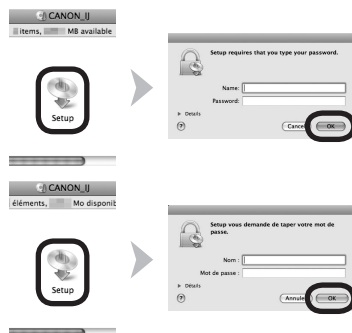 CANON_IJ
items, MB available
Setup
Setup requires that you type your password.
Name:
Password:
Details
?
Cancel
OK
CANON_IJ
éléments, Mo disponib
Setup
Setup vous demande de taper votre mot de
passe.
Nom :
Mot de passe :
Détails
?
Annule
OK